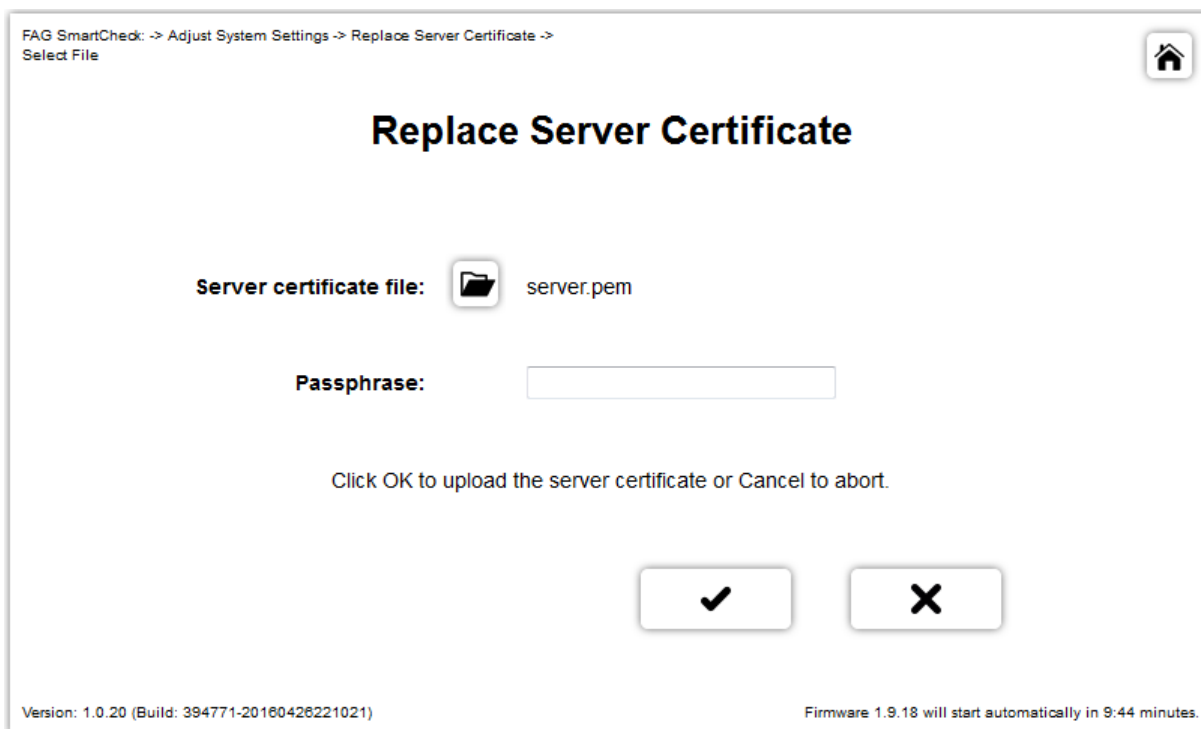 FAG SmartCheck: -> Adjust System Settings -> Replace Server Certificate ->
Select File
Replace Server Certificate
Server certificate file: server.pem
Passphrase:
Click OK to upload the server certificate or Cancel to abort.
Version: 1.0.20 (Build: 394771-20160426221021) Firmware 1.9.18 will start automatically in 9:44 minutes.